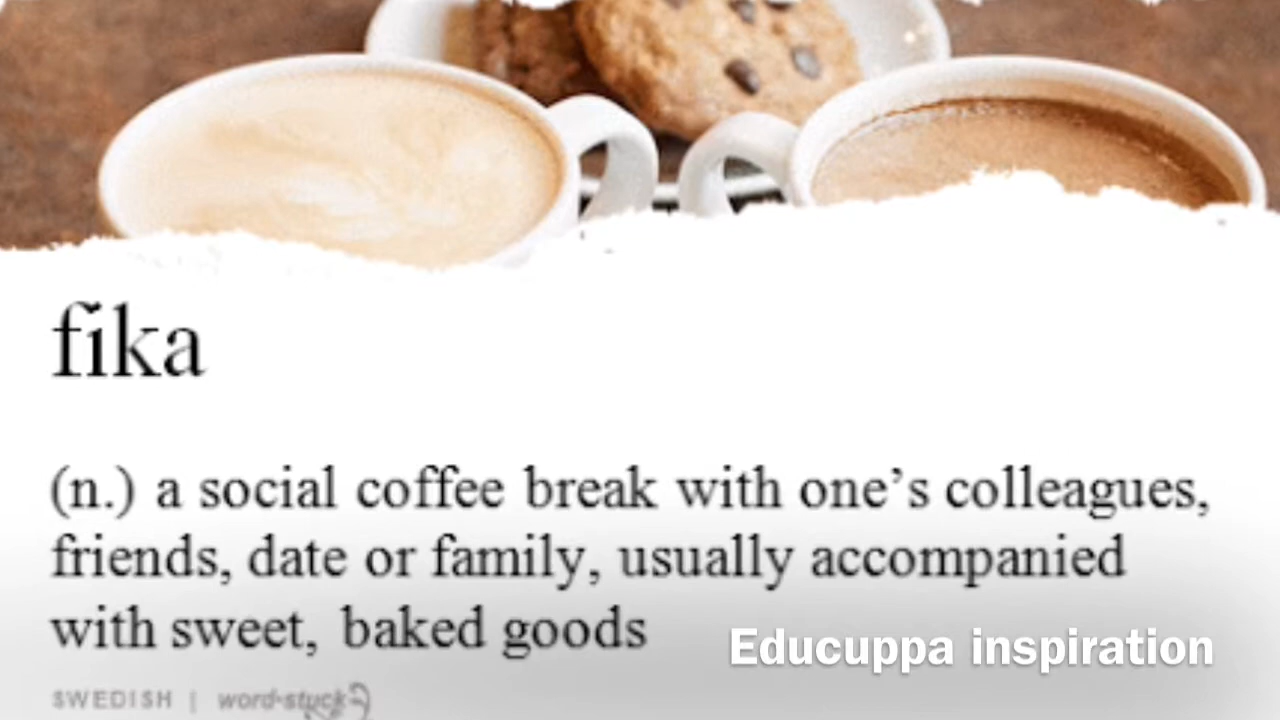 fika
(n.) a social coffee break with one’s colleagues,
friends, date or family, usually accompanied
with sweet, baked goods
Educuppa inspiration
SWEDISH | word-stuck